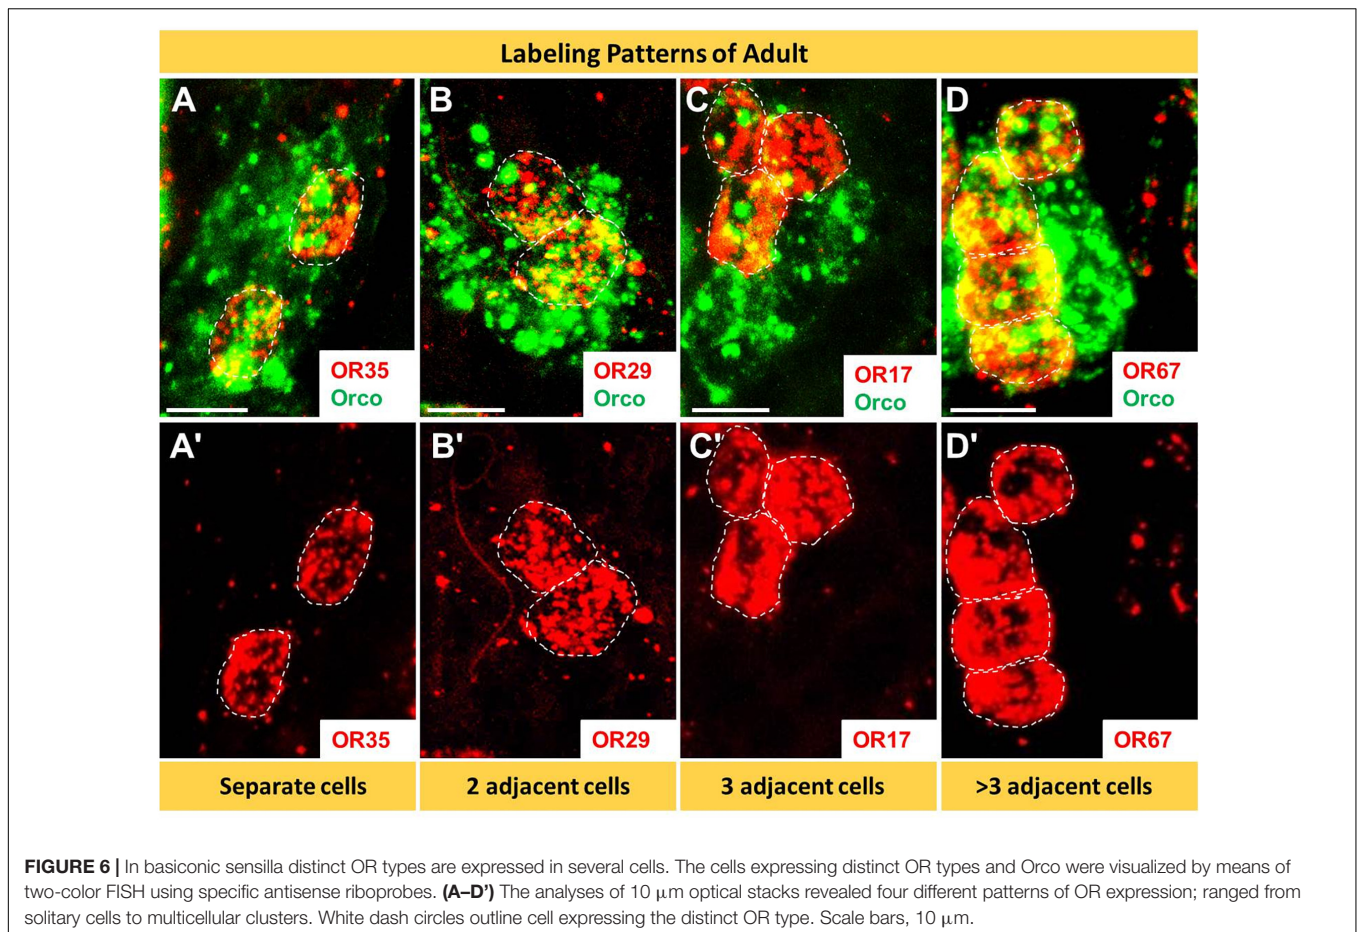 Labeling Patterns of Adult
A
B
C
D
OR35
Orco
OR29
Orco
OR17
Orco
OR67
Orco
A'
B'
C'
D'
OR35
OR29
OR17
OR67
Separate cells
2 adjacent cells
3 adjacent cells
>3 adjacent cells
FIGURE 6 | In basiconic sensilla distinct OR types are expressed in several cells. The cells expressing distinct OR types and Orco were visualized by means of
two-color FISH using specific antisense riboprobes. (A–D’) The analyses of 10 μm optical stacks revealed four different patterns of OR expression; ranged from
solitary cells to multicellular clusters. White dash circles outline cell expressing the distinct OR type. Scale bars, 10 μm.